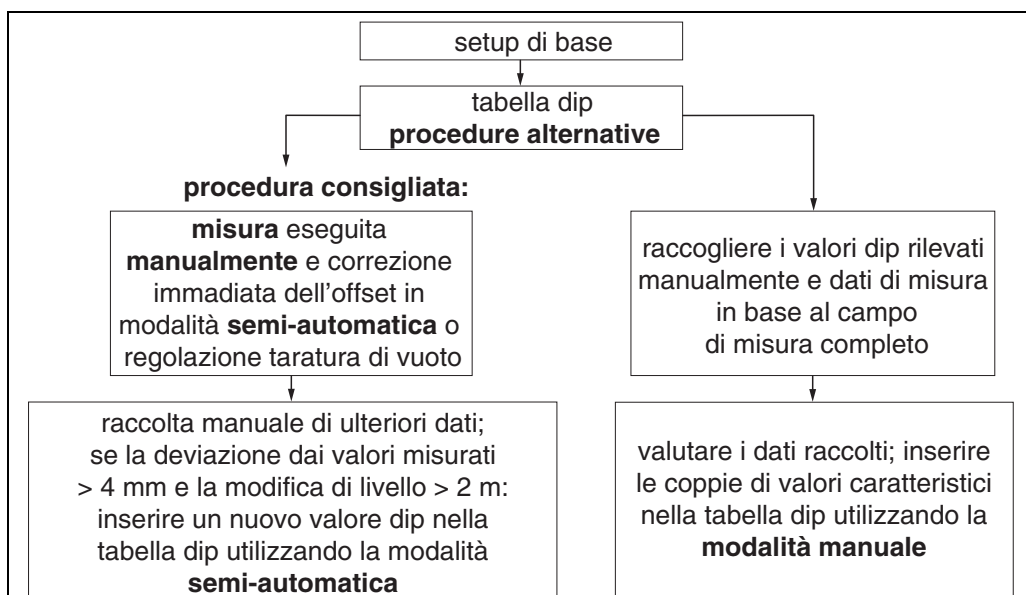 setup di base
tabella dip
procedure alternative
procedura consigliata:
misura eseguita
manualmente e correzione
immadiata dell'offset in
modalità semi-automatica o
regolazione taratura di vuoto
raccogliere i valori dip rilevati
manualmente e dati di misura
in base al campo
di misura completo
raccolta manuale di ulteriori dati;
se la deviazione dai valori misurati
> 4 mm e la modifica di livello > 2 m:
inserire un nuovo valore dip nella
tabella dip utilizzando la modalità
semi-automatica
valutare i dati raccolti; inserire
le coppie di valori caratteristici
nella tabella dip utilizzando la
modalità manuale